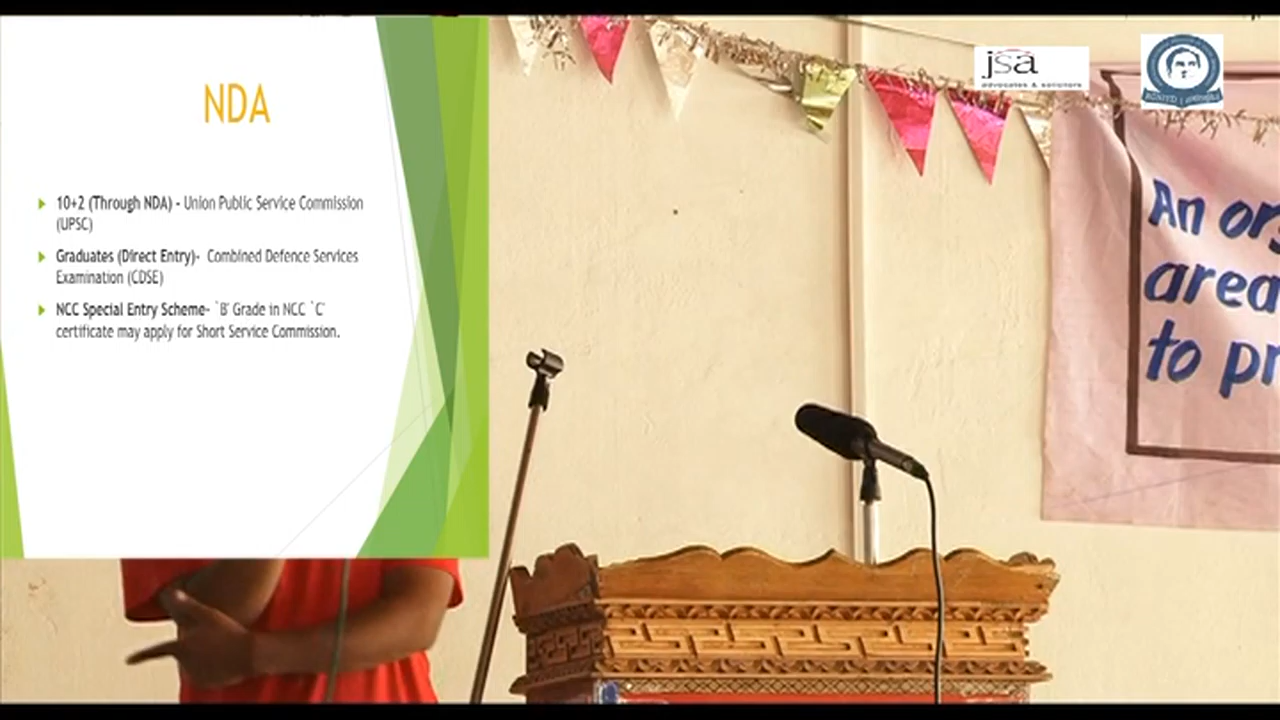 NDA
10+2 (Through NDA) - Union Public Service Commission
(UPSC)
Graduates (Direct Entry)- Combined Defence Services
Examination (CDSE)
NCC Special Entry Scheme- `B' Grade in NCC `C'
certificate may apply for Short Service Commission.
jsa
advocates & solicitors
An or
area
to pr